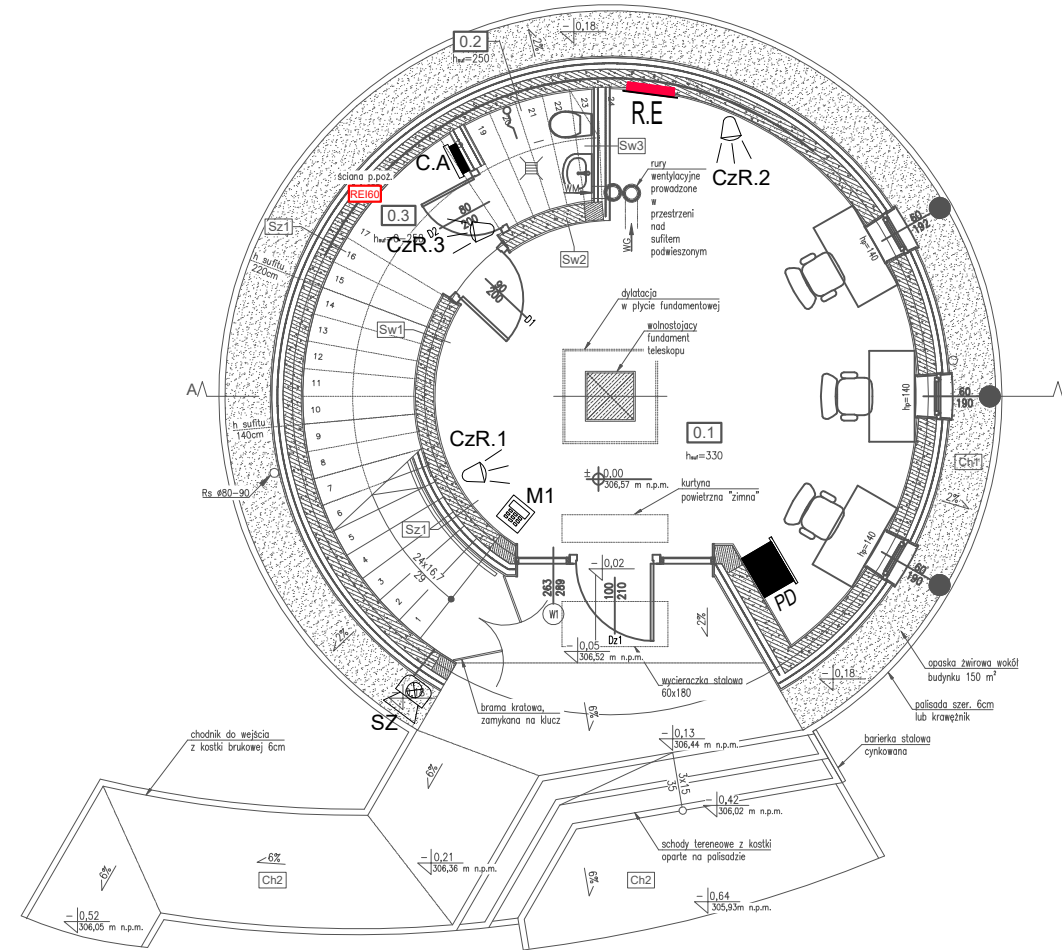 - 0,18
2%
0.2
h_suf=250
R.E
23
24
22
21
20
19
Sw3
CzR.2
C.A
ściana p.poż.
REI60
rury
wentylacyjne
prowadzone
w
przestrzeni
nad
sufitem
podwieszonym
WM
WG
80
200
D2
0.3
CzR.3
Sz1
17
16
15
14
13
12
11
10
9
8
7
6
5
4
3
2
1
h sufitu
220cm
Sw2
90
200
D1
Sw1
60
192
hp=140
dylatacja
w płycie fundamentowej
wolnostojący
fundament
teleskopu
A
60
190
hp=140
h sufitu
140cm
0.1
h_suf=330
CzR.1
± 0,00
306,57 m n.p.m.
Ch1
2%
Rs ø80-90
M1
kurtyna
powietrzna "zimna"
Sz1
24x16,7
29
hp=140
60
190
- 0,02
263
289
100
210
PD
W1
Dz1
2%
- 0,05
306,52 m n.p.m.
2%
opaska żwirowa wokół
budynku 150 m²
- 0,18
wycieraczka stalowa
60x180
SZ
brama kratowa,
zamykana na klucz
6%
palisada szer. 6cm
lub krawężnik
chodnik do wejścia
z kostki brukowej 6cm
- 0,13
306,44 m n.p.m.
barierka stalowa
cynkowana
6%
3x15
35
- 0,42
306,02 m n.p.m.
schody terenowe z kostki
oparte na palisadzie
- 0,21
306,36 m n.p.m.
6%
6%
Ch2
6%
Ch2
- 0,64
305,93m n.p.m.
- 0,52
306,05 m n.p.m.